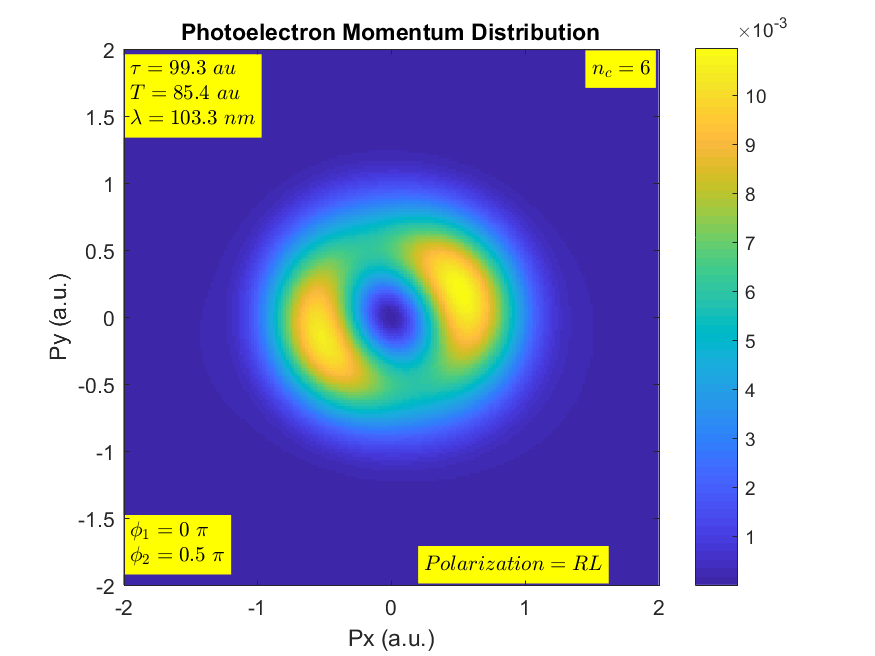 Photoelectron Momentum Distribution
×10⁻³
τ = 99.3 au
T = 85.4 au
λ = 103.3 nm
n_c = 6
ϕ₁ = 0 π
ϕ₂ = 0.5 π
Polarization = RL
2
1.5
1
0.5
0
-0.5
-1
-1.5
-2
Py (a.u.)
-2
-1
0
1
2
Px (a.u.)
10
9
8
7
6
5
4
3
2
1